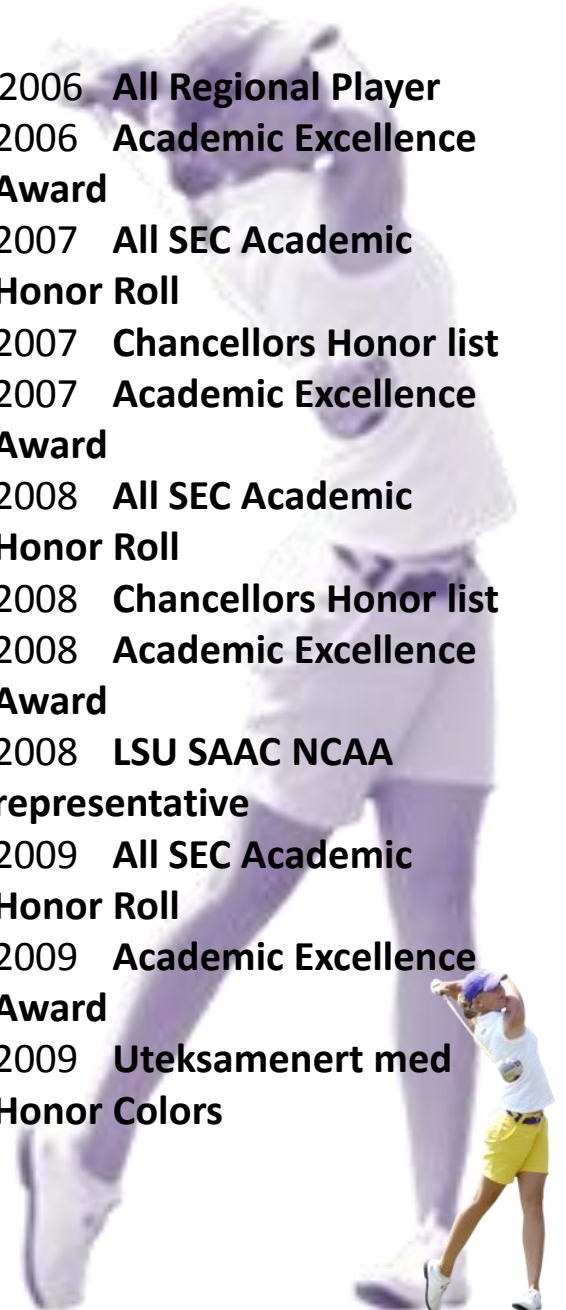 2006 All Regional Player
2006 Academic Excellence
Award
2007 All SEC Academic
Honor Roll
2007 Chancellors Honor list
2007 Academic Excellence
Award
2008 All SEC Academic
Honor Roll
2008 Chancellors Honor list
2008 Academic Excellence
Award
2008 LSU SAAC NCAA
representative
2009 All SEC Academic
Honor Roll
2009 Academic Excellence
Award
2009 Uteksamenert med
Honor Colors